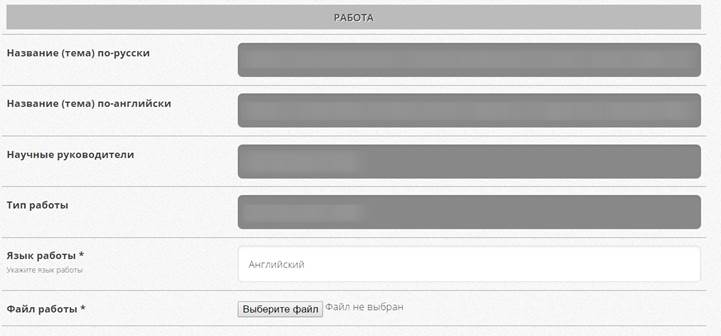 РАБОТА
Название (тема) по-русски
Название (тема) по-английски
Научные руководители
Тип работы
Язык работы *
Укажите язык работы
Английский
Файл работы *
Выберите файл Файл не выбран